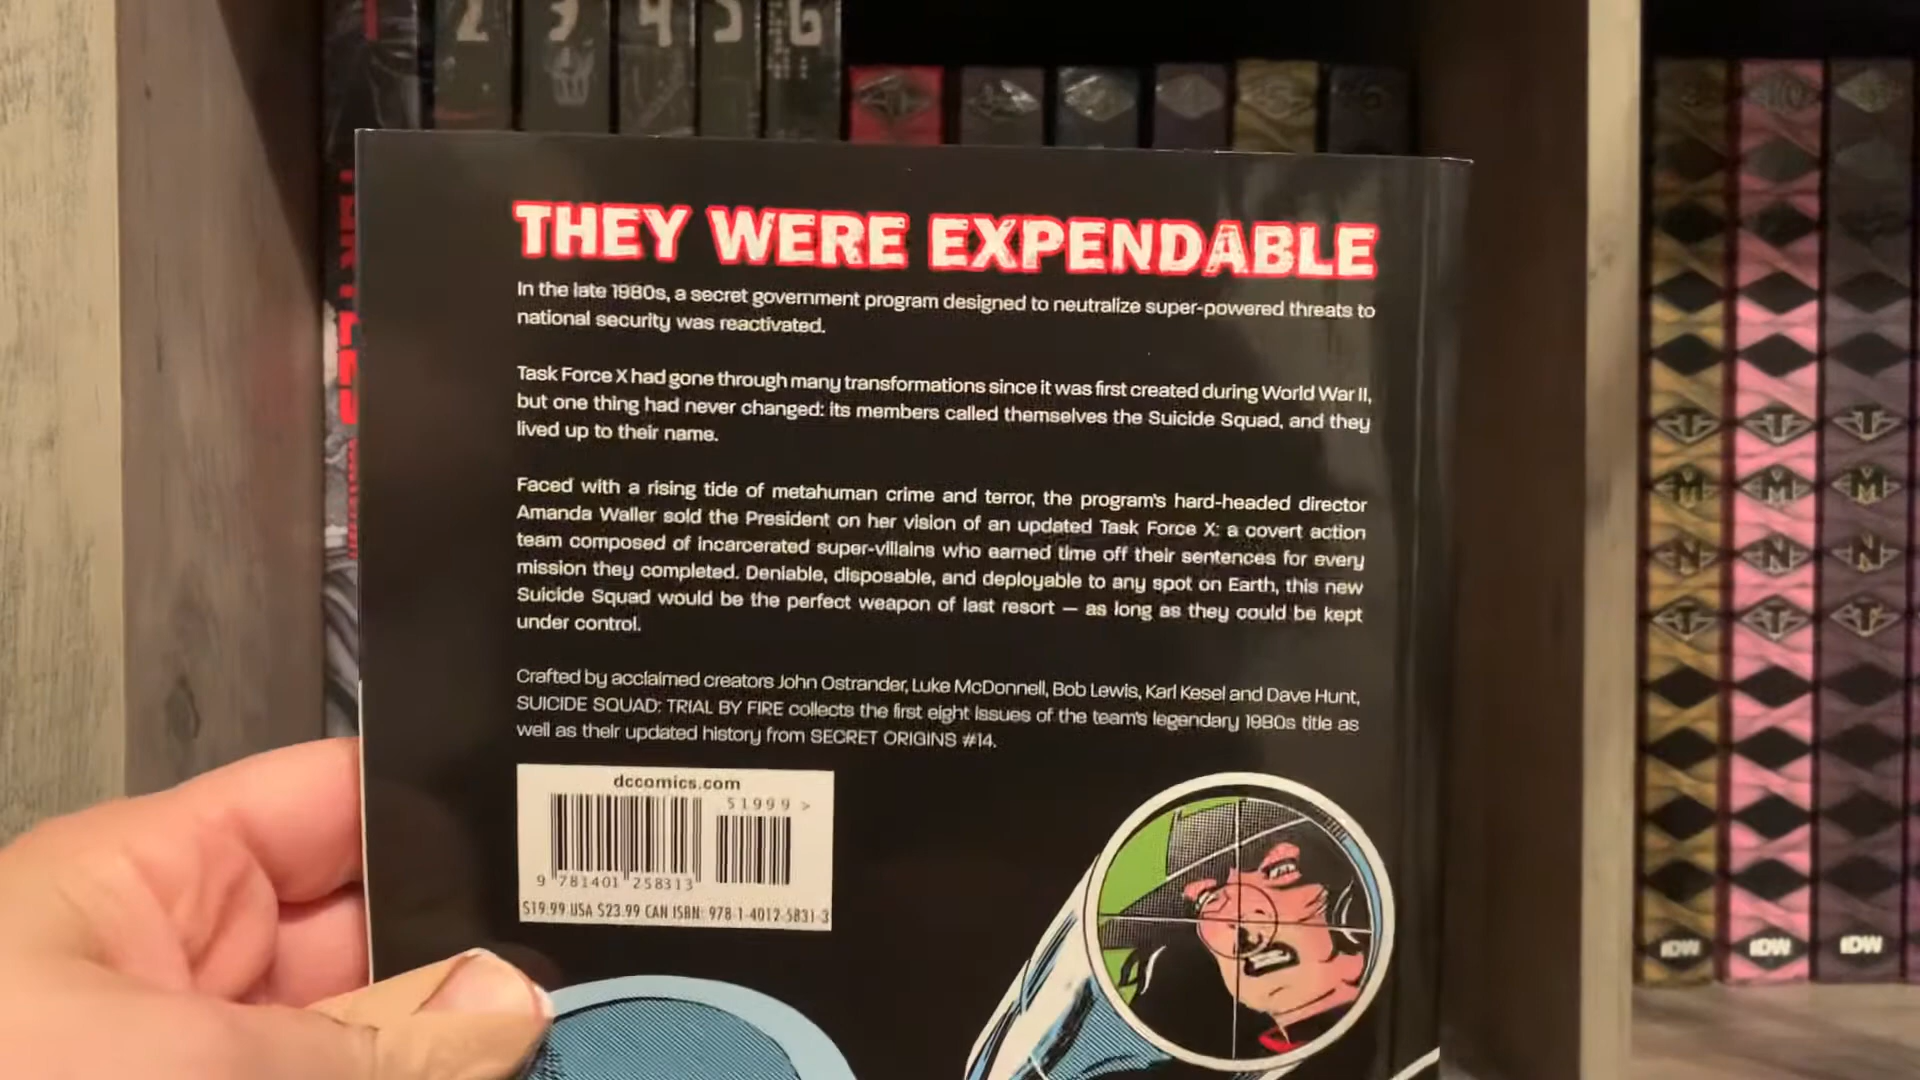 2 3 4 5 6
THEY WERE EXPENDABLE
In the late 1980s, a secret government program designed to neutralize super-powered threats to
national security was reactivated.
Task Force X had gone through many transformations since it was first created during World War II,
but one thing had never changed: its members called themselves the Suicide Squad, and they
lived up to their name.
Faced with a rising tide of metahuman crime and terror, the program's hard-headed director
Amanda Waller sold the President on her vision of an updated Task Force X: a covert action
team composed of incarcerated super-villains who earned time off their sentences for every
mission they completed. Deniable, disposable, and deployable to any spot on Earth, this new
Suicide Squad would be the perfect weapon of last resort — as long as they could be kept
under control.
Crafted by acclaimed creators John Ostrander, Luke McDonnell, Bob Lewis, Karl Kesel and Dave Hunt,
SUICIDE SQUAD: TRIAL BY FIRE collects the first eight issues of the team's legendary 1980s title as
well as their updated history from SECRET ORIGINS #14.
dccomics.com
51999 >
9 781401 258313
$19.99 USA $23.99 CAN ISBN: 978-1-4012-5831-3
10
TMNT
TMNT
TMNT
IDW
IDW
IDW